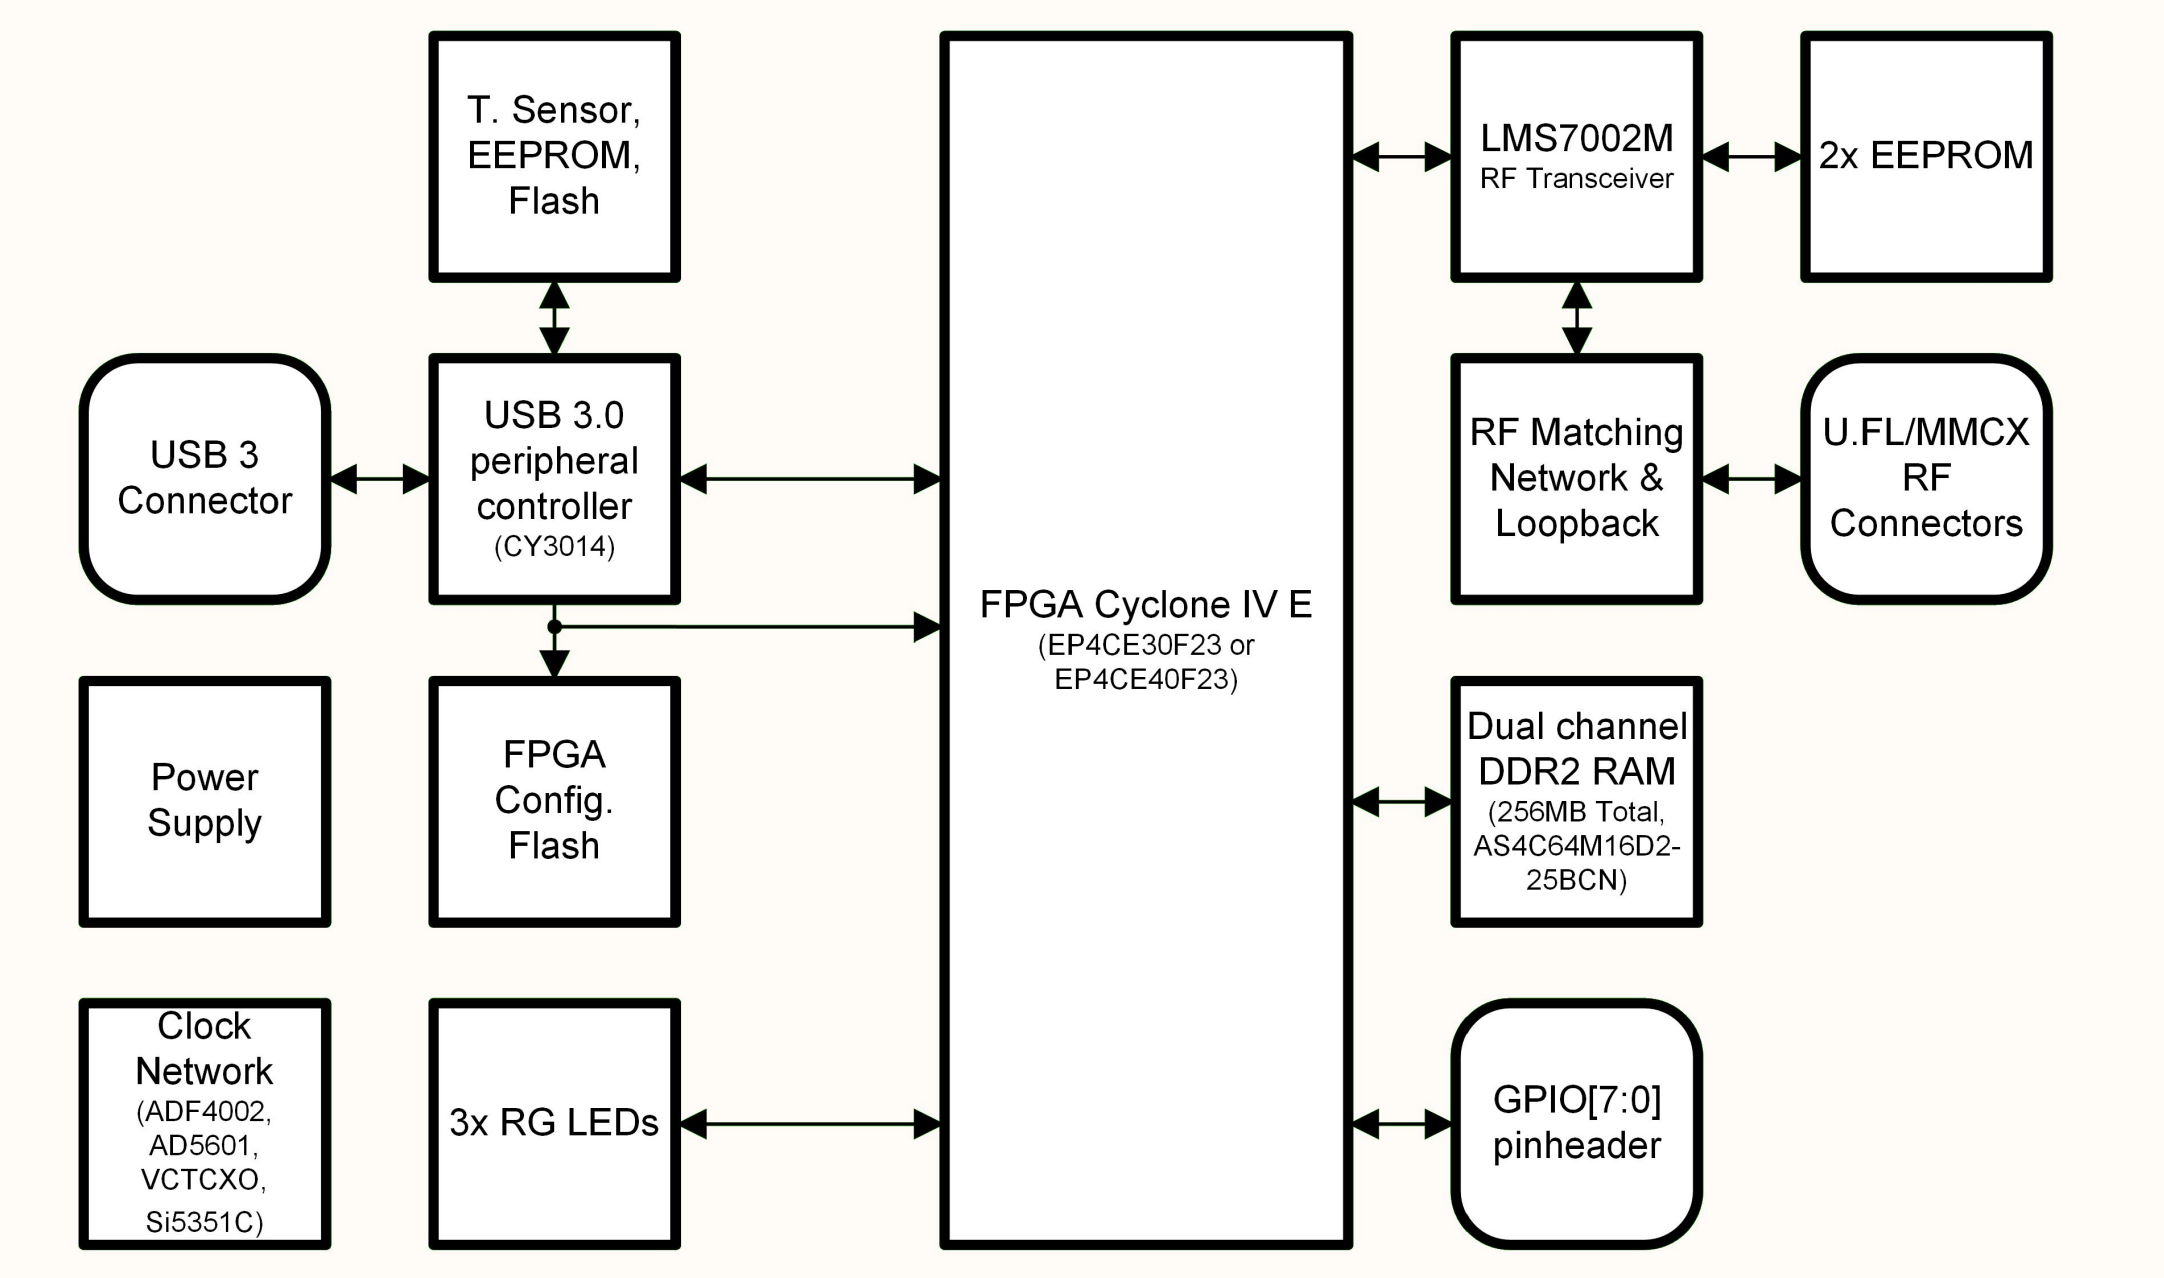 T. Sensor,
EEPROM,
Flash
LMS7002M
RF Transceiver
2x EEPROM
USB 3
Connector
USB 3.0
peripheral
controller
(CY3014)
FPGA Cyclone IV E
(EP4CE30F23 or
EP4CE40F23)
RF Matching
Network &
Loopback
U.FL/MMCX
RF
Connectors
Power
Supply
FPGA
Config.
Flash
Dual channel
DDR2 RAM
(256MB Total,
AS4C64M16D2-
25BCN)
Clock
Network
(ADF4002,
AD5601,
VCTCXO,
Si5351C)
3x RG LEDs
GPIO[7:0]
pinheader